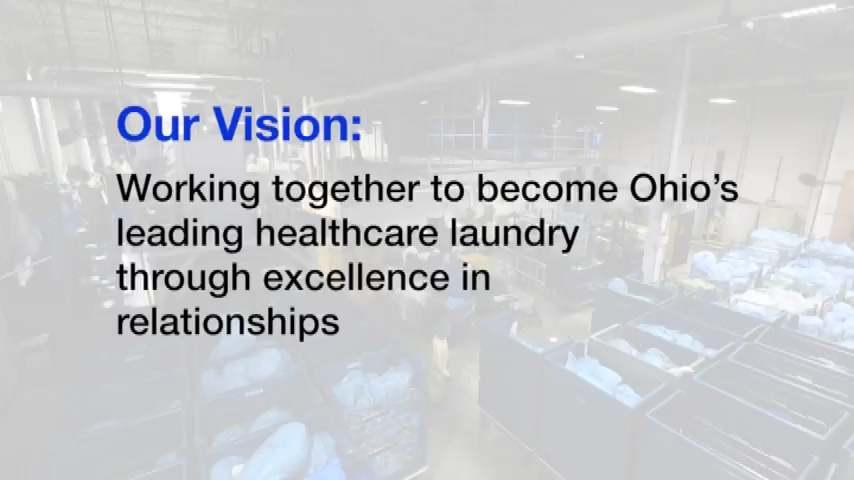 Our Vision:
Working together to become Ohio’s
leading healthcare laundry
through excellence in
relationships